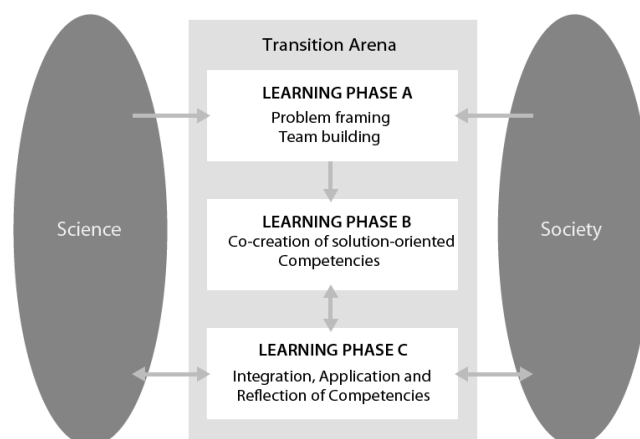 Transition Arena
LEARNING PHASE A
Problem framing
Team building
Science
LEARNING PHASE B
Co-creation of solution-oriented
Competencies
Society
LEARNING PHASE C
Integration, Application and
Reflection of Competencies